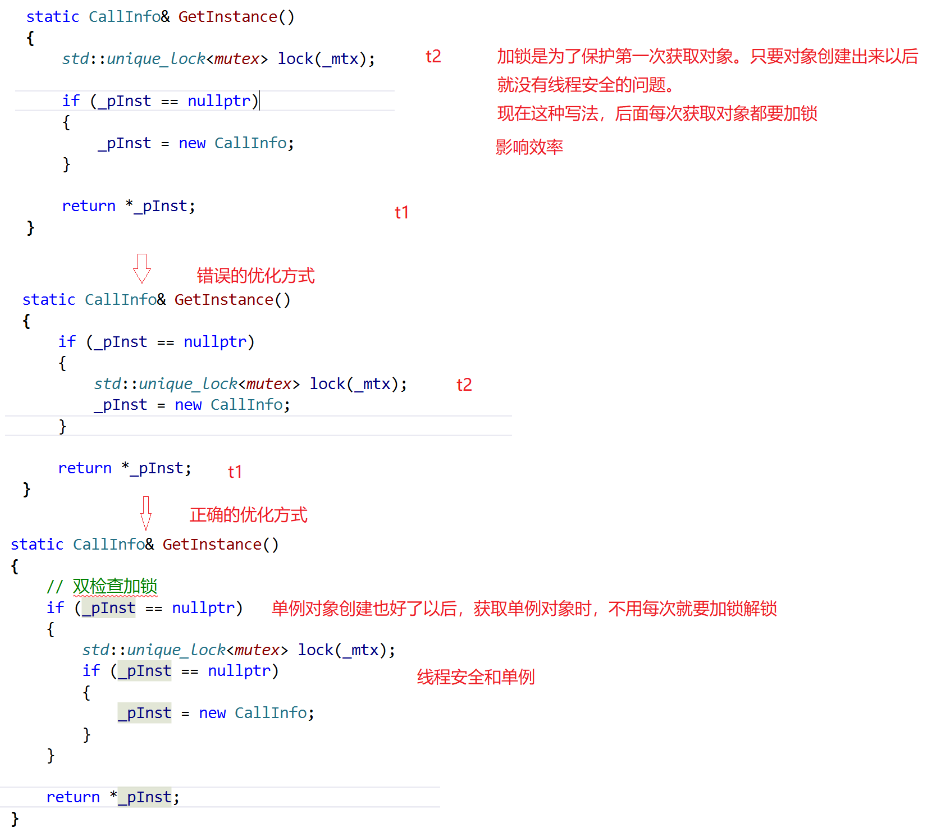 static CallInfo& GetInstance()
{
std::unique_lock<mutex> lock(_mtx); t2 加锁是为了保护第一次获取对象。只要对象创建出来以后
就没有线程安全的问题。
if (_pInst == nullptr) 现在这种写法，后面每次获取对象都要加锁
{
_pInst = new CallInfo; 影响效率
}
return *_pInst; t1
}
错误的优化方式
static CallInfo& GetInstance()
{
if (_pInst == nullptr)
{
std::unique_lock<mutex> lock(_mtx); t2
_pInst = new CallInfo;
}
return *_pInst; t1
}
正确的优化方式
static CallInfo& GetInstance()
{
// 双检查加锁
if (_pInst == nullptr) 单例对象创建也好了以后，获取单例对象时，不用每次就要加锁解锁
{
std::unique_lock<mutex> lock(_mtx);
if (_pInst == nullptr) 线程安全和单例
{
_pInst = new CallInfo;
}
}
return *_pInst;
}